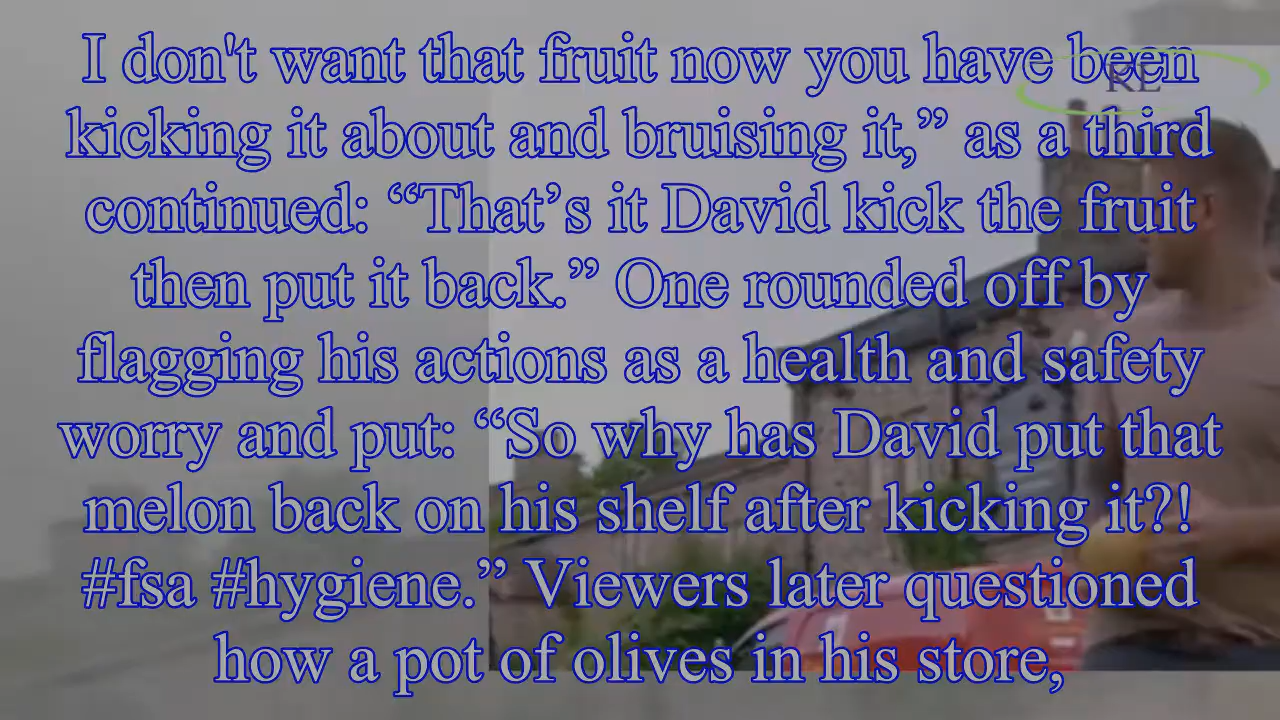 KL
I don't want that fruit now you have been
kicking it about and bruising it,” as a third
continued: “That’s it David kick the fruit
then put it back.” One rounded off by
flagging his actions as a health and safety
worry and put: “So why has David put that
melon back on his shelf after kicking it?!
#fsa #hygiene.” Viewers later questioned
how a pot of olives in his store,